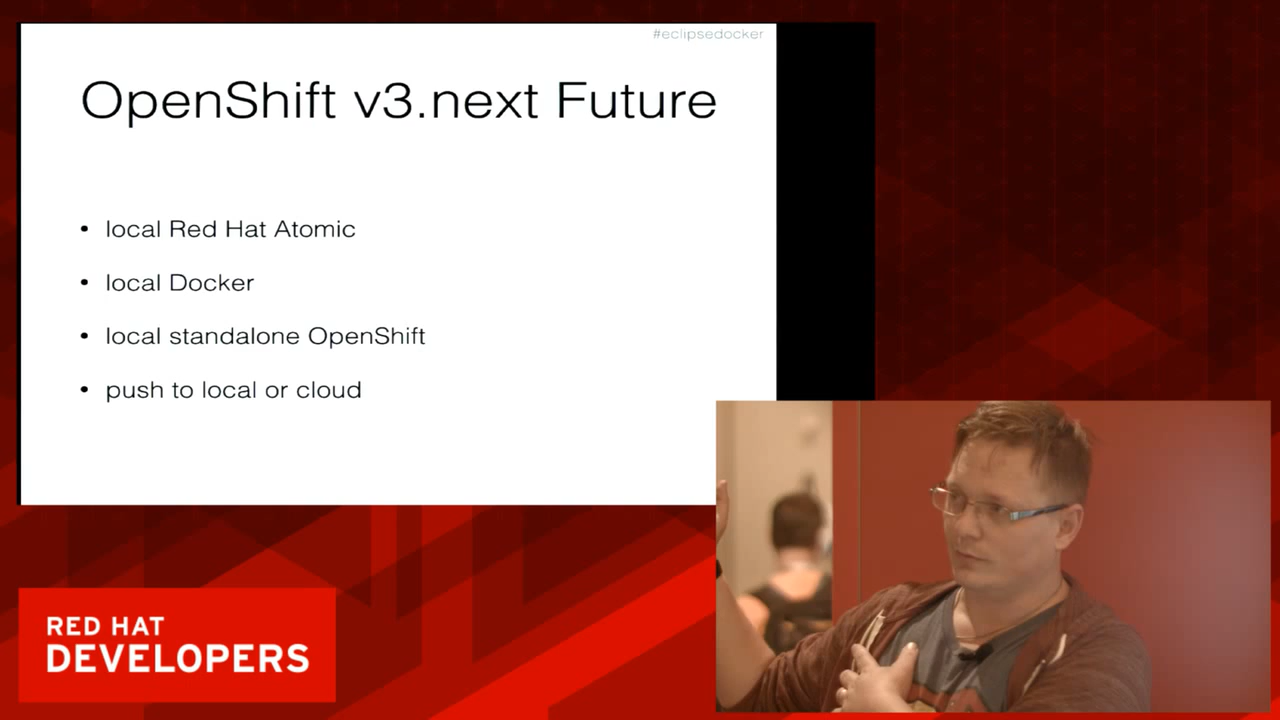 #eclipsedocker
OpenShift v3.next Future
• local Red Hat Atomic
• local Docker
• local standalone OpenShift
• push to local or cloud
RED HAT
DEVELOPERS